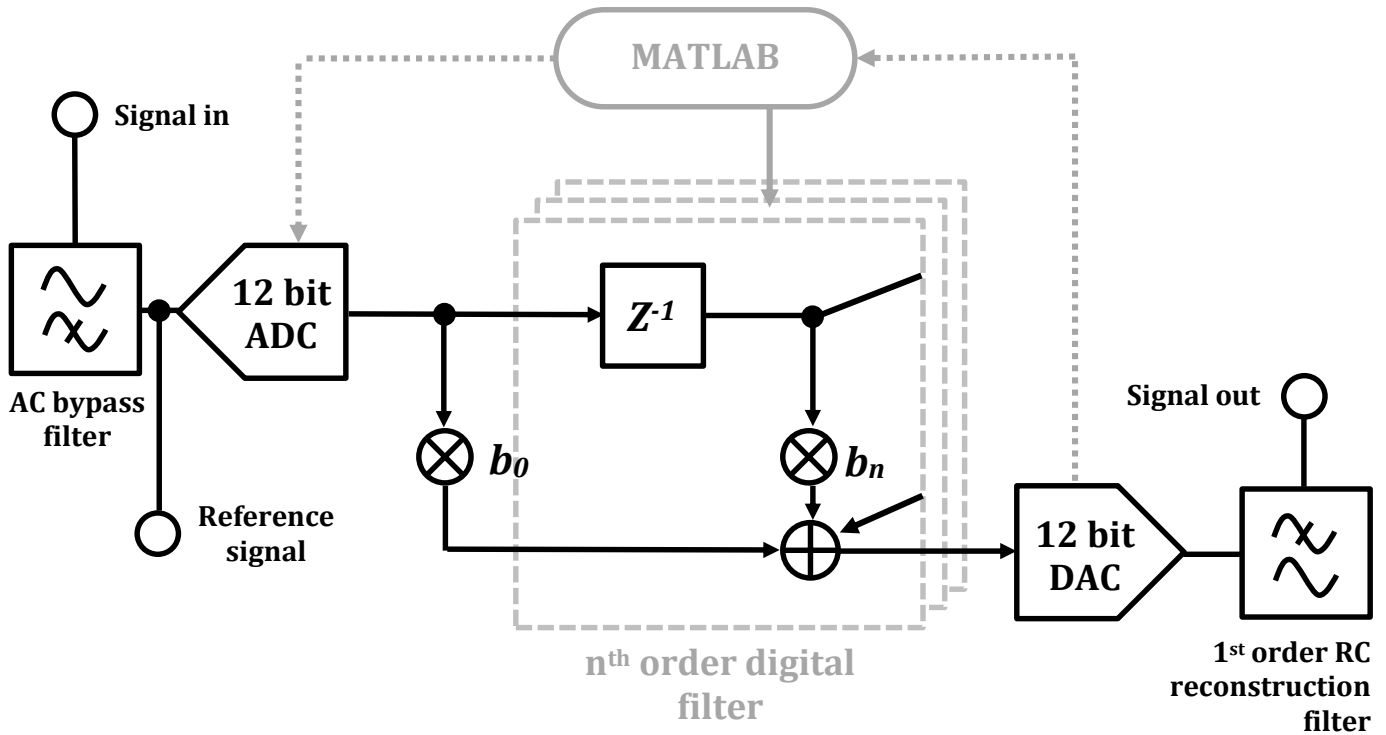 MATLAB
Signal in
12 bit
ADC
Z-1
AC bypass
filter
b0
bn
Signal out
Reference
signal
12 bit
DAC
nth order digital
filter
1st order RC
reconstruction
filter